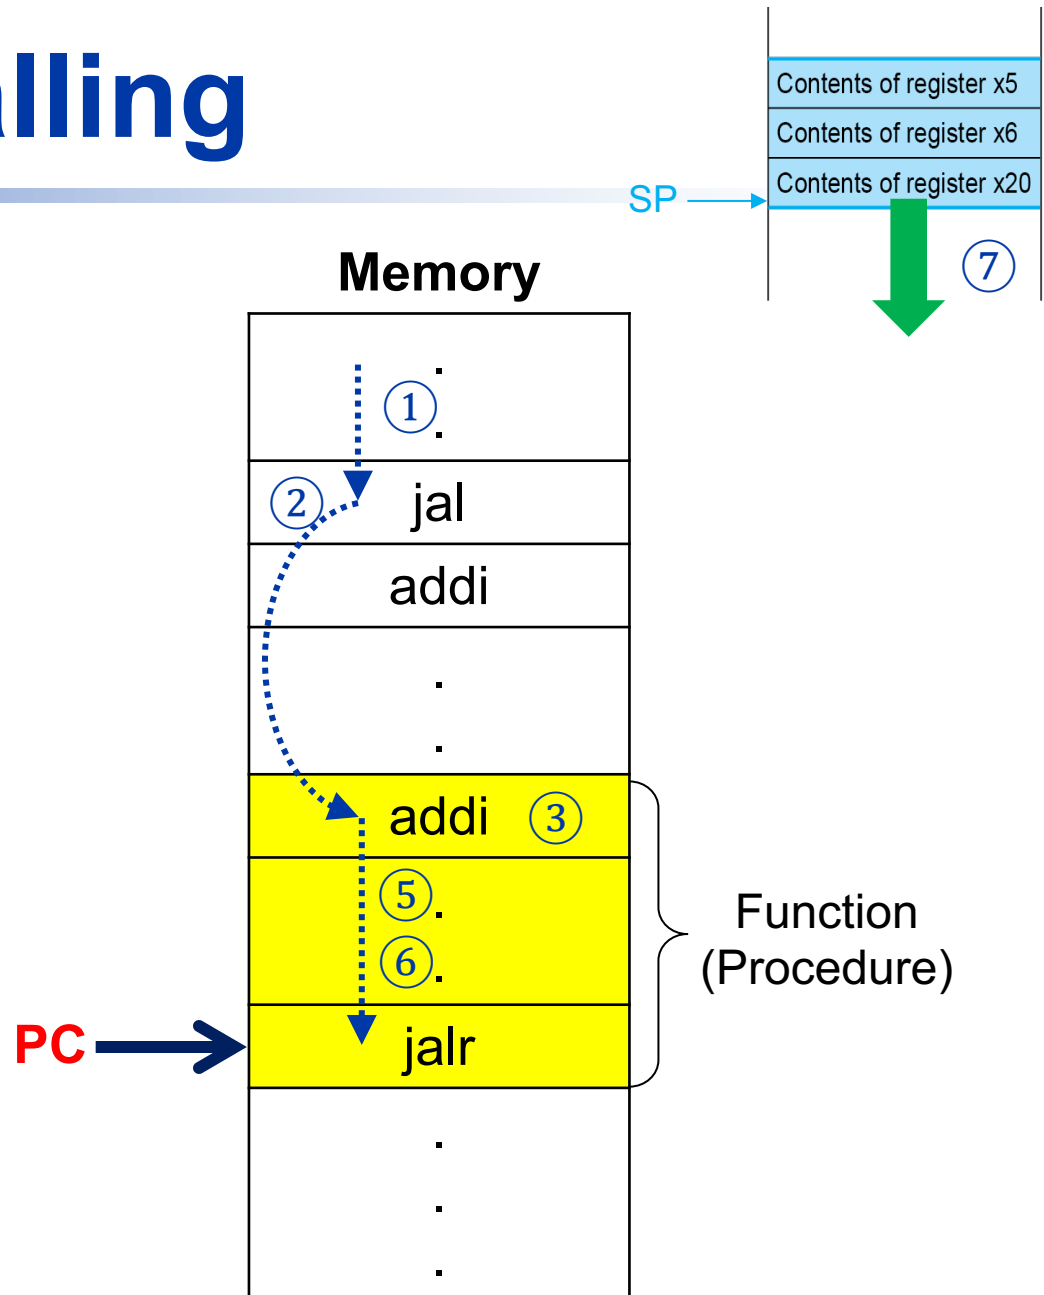 alling
Contents of register x5
Contents of register x6
Contents of register x20
SP
⑦
Memory
.
①
.
②
jal
addi
.
.
addi
③
⑤
.
⑥
.
Function
(Procedure)
PC
jalr
.
.
.